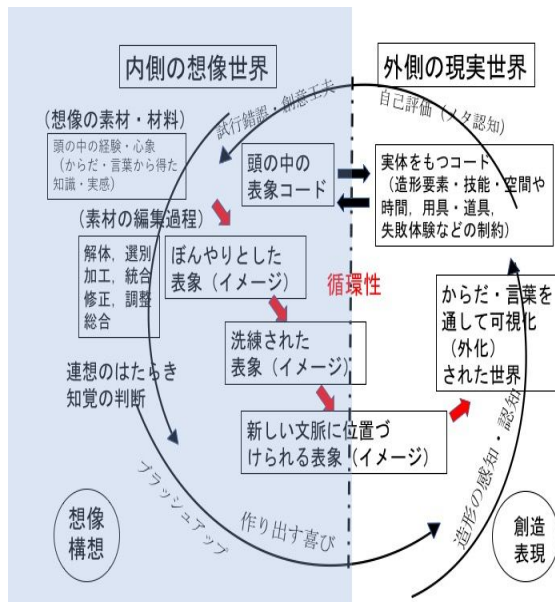 内側の想像世界
外側の現実世界
試行錯誤・創意工夫
自己評価(メタ認知)
(想像の素材・材料)
頭の中の経験・心象
(からだ・言葉から得た
知識・実感)
頭の中の
表象コード
実体をもつコード
(造形要素・技能・空間や
時間,用具・道具,
失敗体験などの制約)
(素材の編集過程)
解体,選別
加工,統合
修正,調整
総合
ぼんやりとした
表象(イメージ)
循環性
洗練された
表象(イメージ)
からだ・言葉を
通して可視化
(外化)
された世界
連想のはたらき
知覚の判断
新しい文脈に位置づ
けられる表象(イメージ)
ブラッシュアップ
作り出す喜び
造形の感知・認知
想像
構想
創造
表現